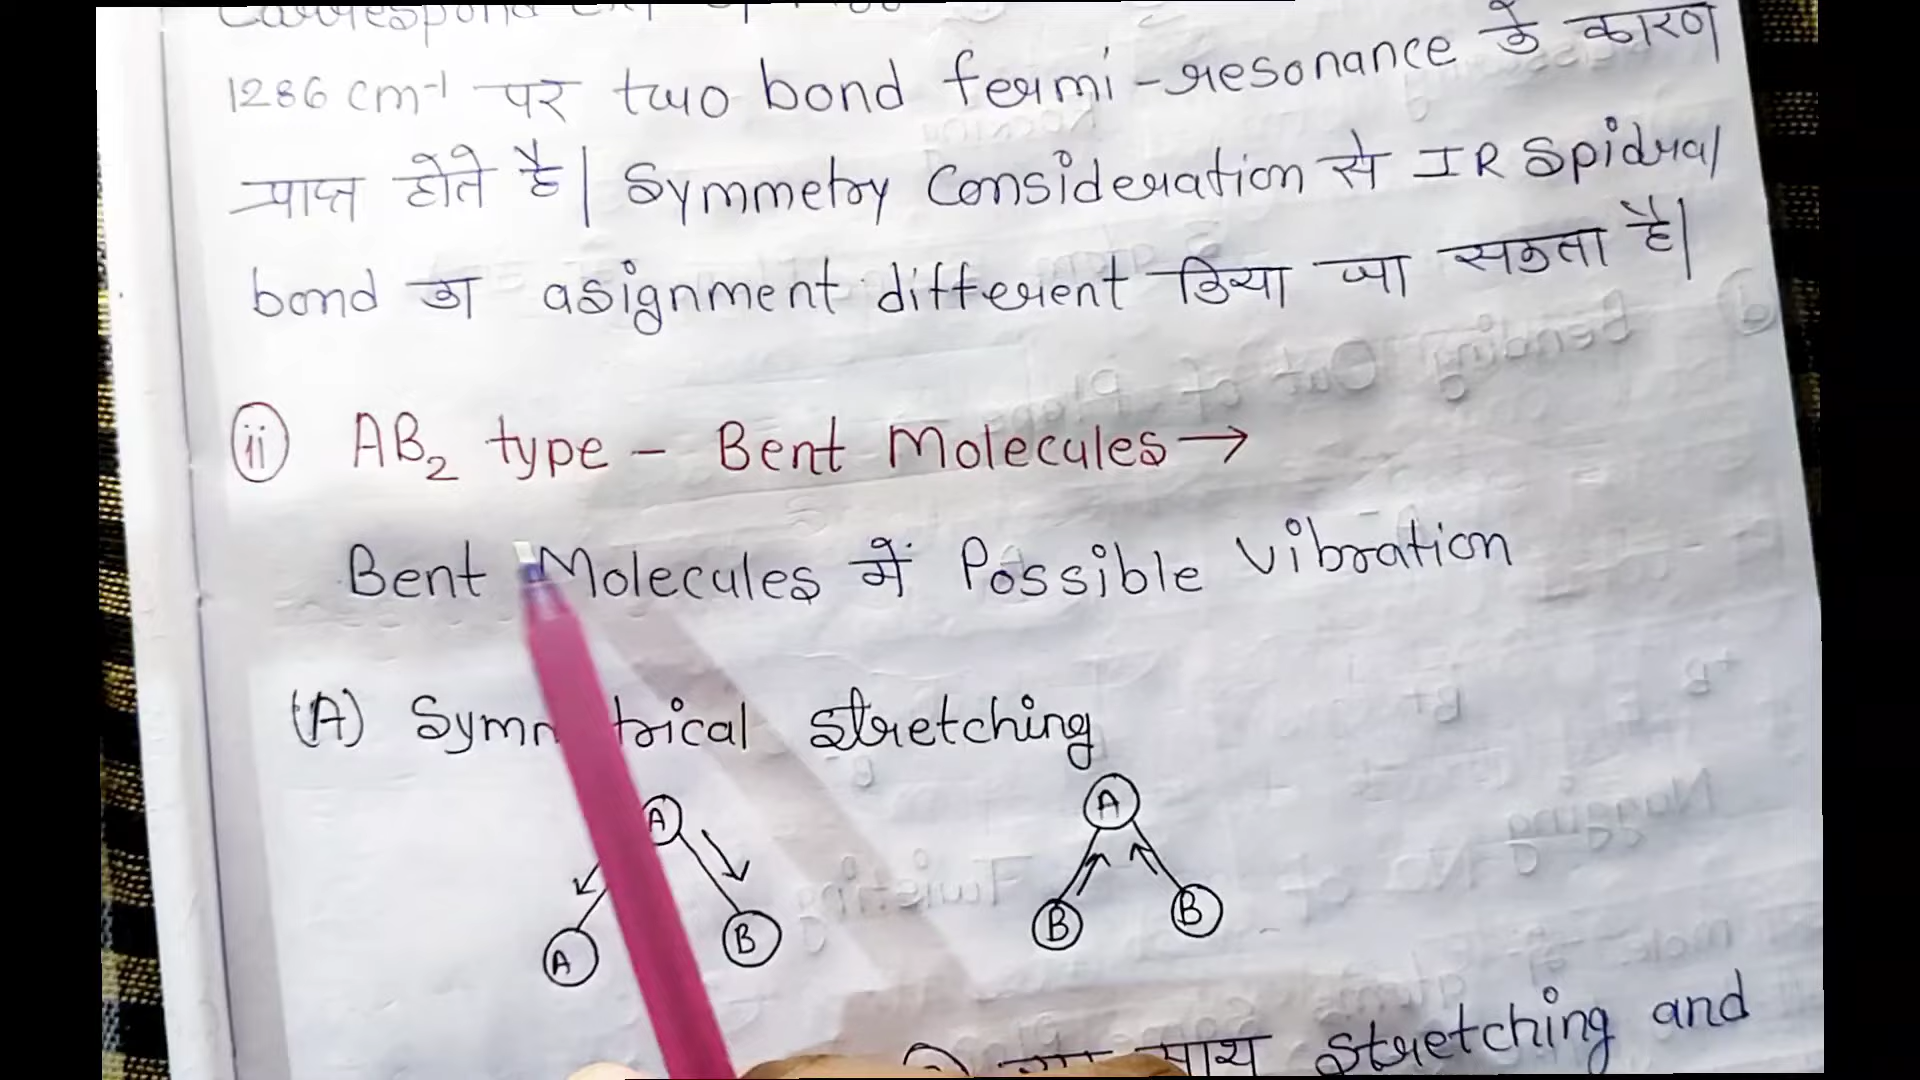 1286 cm⁻¹ पर two bond fermi-resonance के कारण
प्राप्त होते है| Symmetry Consideration से IR Spidral
bond का asignment different किया जा सकता है|
(ii) AB₂ type - Bent Molecules →
Bent Molecules में Possible Vibration
(A) Symm trical stretching
A A
A B B B
साथ stretching and